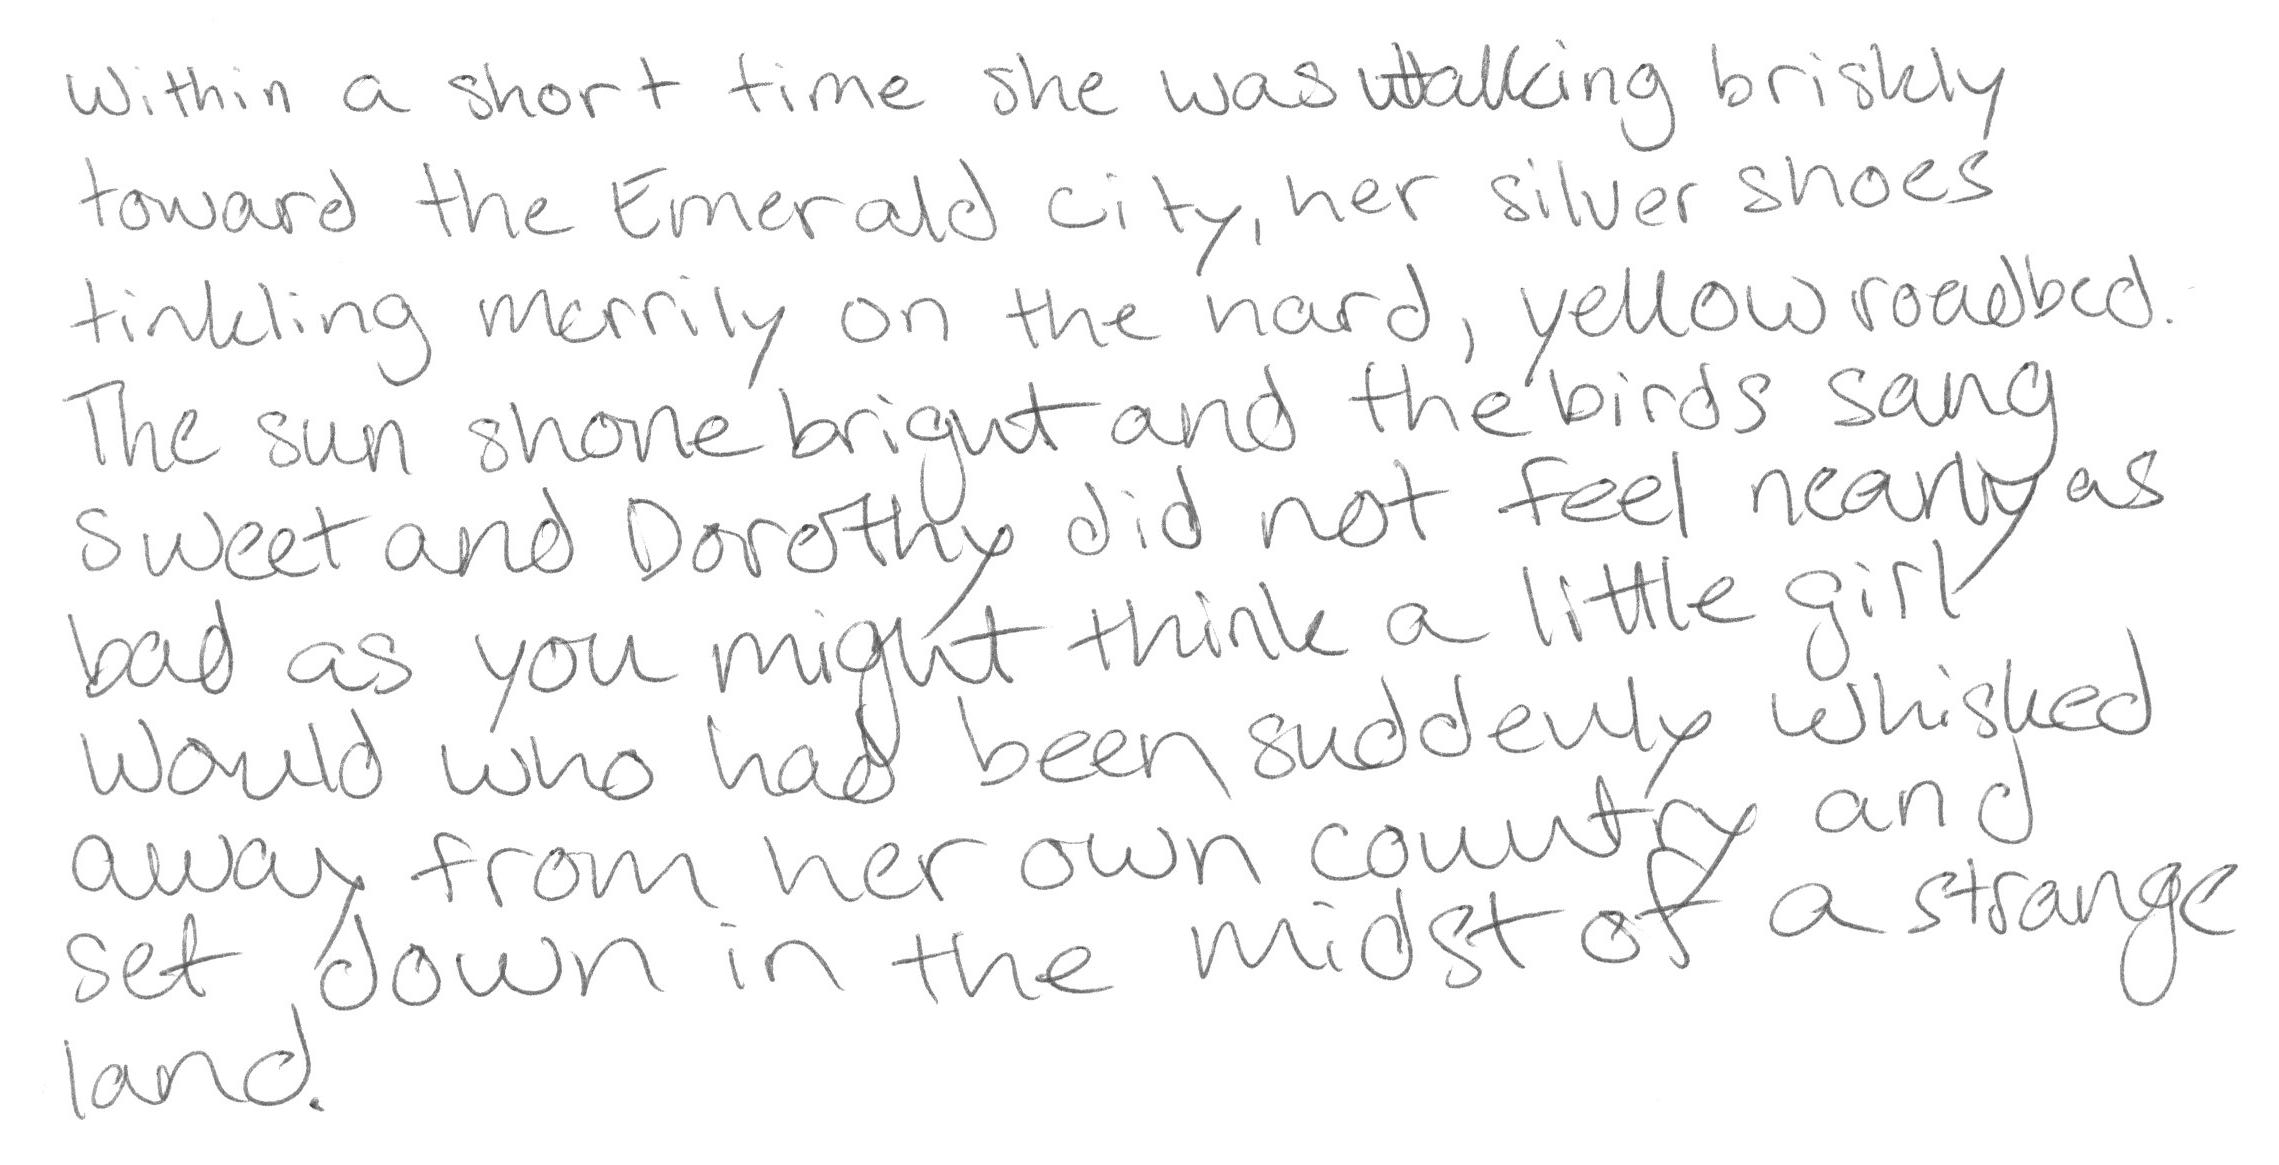 Within a short time she was walking briskly
toward the Emerald City, her silver shoes
tinkling merrily on the hard, yellow roadbed.
The sun shone bright and the birds sang
sweet and Dorothy did not feel nearly as
bad as you might think a little girl
would who had been suddenly whisked
away from her own country and
set down in the midst of a strange
land.